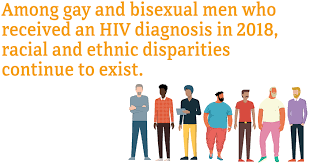 Among gay and bisexual men who
received an HIV diagnosis in 2018,
racial and ethnic disparities
continue to exist.